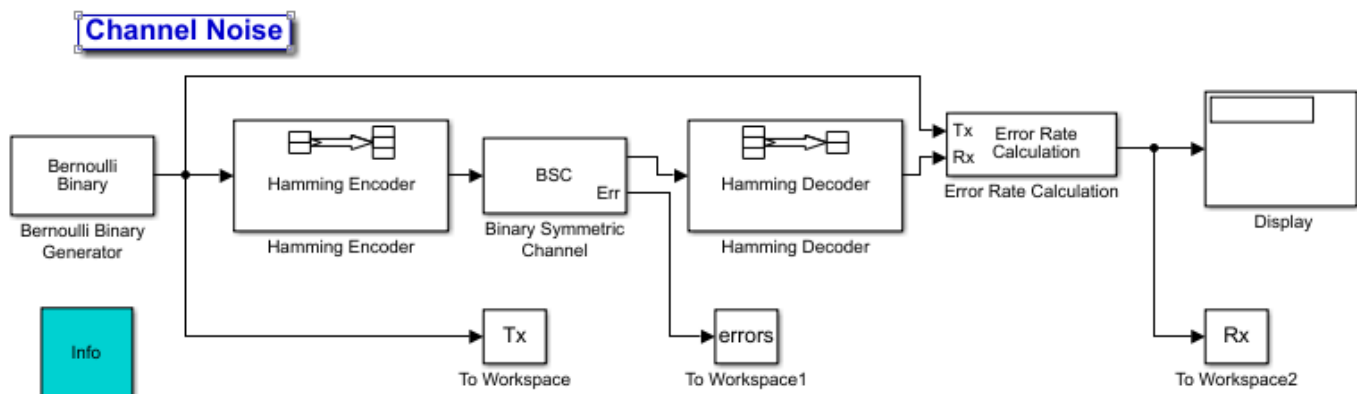 Channel Noise
Bernoulli
Binary
Bernoulli Binary
Generator
Hamming Encoder
Hamming Encoder
BSC
Err
Binary Symmetric
Channel
Hamming Decoder
Hamming Decoder
Tx
Rx
Error Rate
Calculation
Error Rate Calculation
Display
Info
Tx
To Workspace
errors
To Workspace1
Rx
To Workspace2